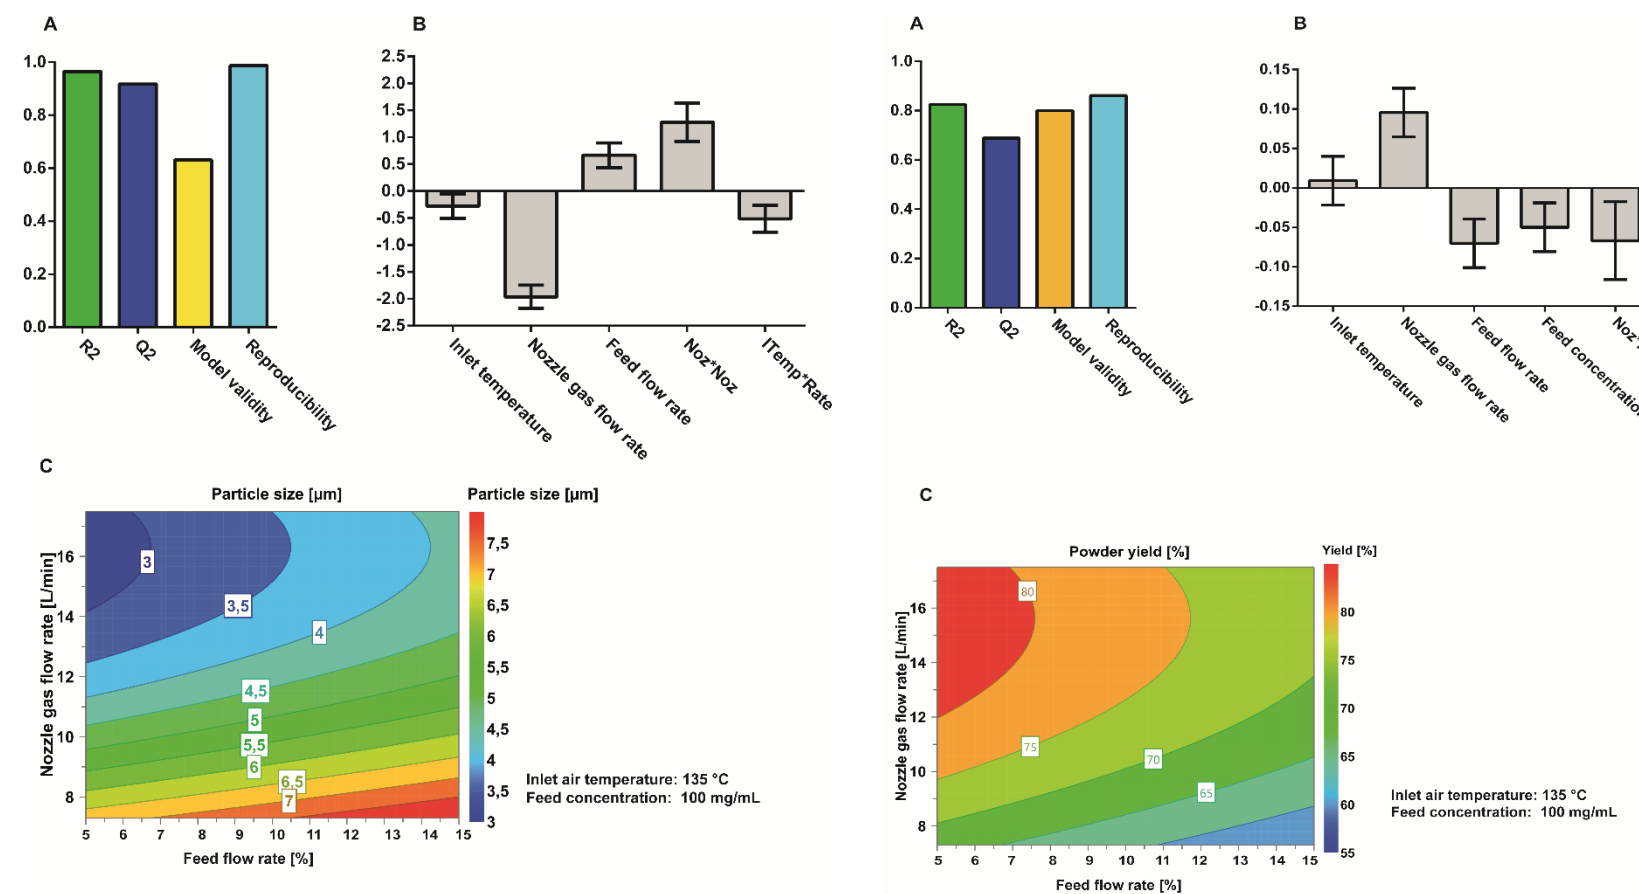 A
B
1.0
0.8
0.6
0.4
0.2
0.0
R2
Q2
Model validity
Reproducibility
2.5
2.0
1.5
1.0
0.5
0.0
-0.5
-1.0
-1.5
-2.0
-2.5
Inlet temperature
Nozzle gas flow rate
Feed flow rate
Noz*Noz
ITemp*Rate
A
B
1.0
0.8
0.6
0.4
0.2
0.0
R2
Q2
Model validity
Reproducibility
0.15
0.10
0.05
0.00
-0.05
-0.10
-0.15
Inlet temperature
Nozzle gas flow rate
Feed flow rate
Feed concentration
C
Particle size [µm]
Particle size [µm]
Nozzle gas flow rate [L/min]
16
14
12
10
8
3
3,5
4
4,5
5
5,5
6
6,5
7
5 6 7 8 9 10 11 12 13 14 15
Feed flow rate [%]
7,5
7
6,5
6
5,5
5
4,5
4
3,5
3
Inlet air temperature: 135 °C
Feed concentration: 100 mg/mL
C
Powder yield [%]
Yield [%]
Nozzle gas flow rate [L/min]
16
14
12
10
8
80
75
70
65
5 6 7 8 9 10 11 12 13 14 15
Feed flow rate [%]
80
75
70
65
60
55
Inlet air temperature: 135 °C
Feed concentration: 100 mg/mL